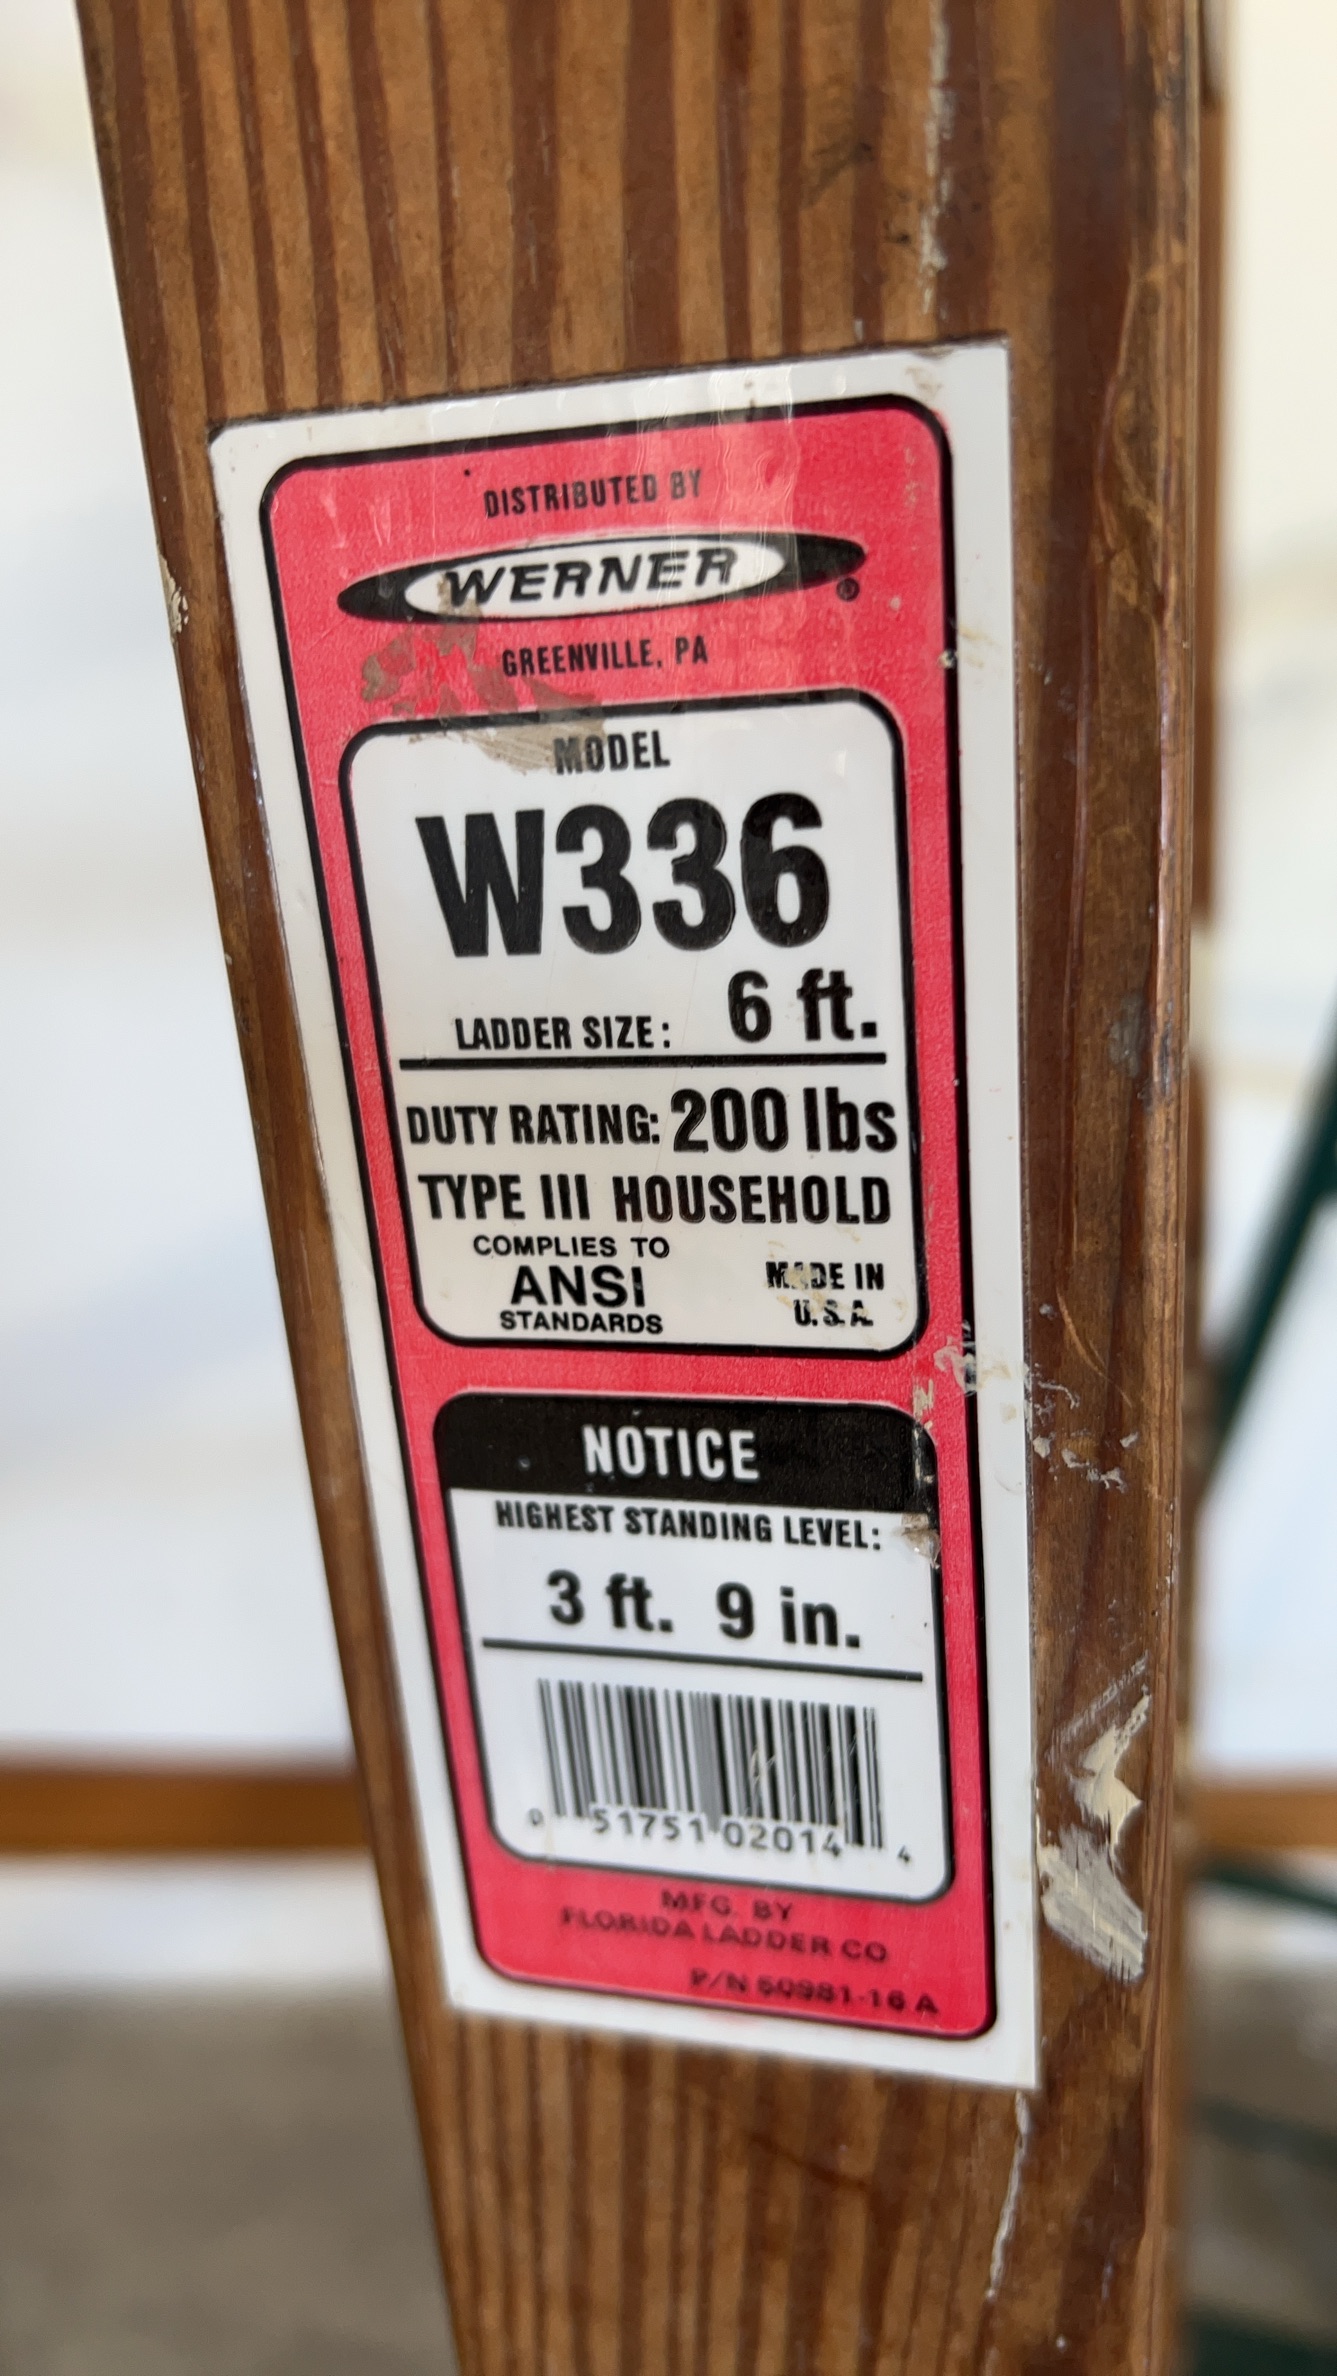 DISTRIBUTED BY
WERNER®
GREENVILLE, PA
MODEL
W336
LADDER SIZE: 6 ft.
DUTY RATING: 200 lbs
TYPE III HOUSEHOLD
COMPLIES TO
ANSI
STANDARDS
MADE IN
U.S.A.
NOTICE
HIGHEST STANDING LEVEL:
3 ft. 9 in.
0 51751 02014 4
MFG. BY
FLORIDA LADDER CO
P/N 50981-16 A